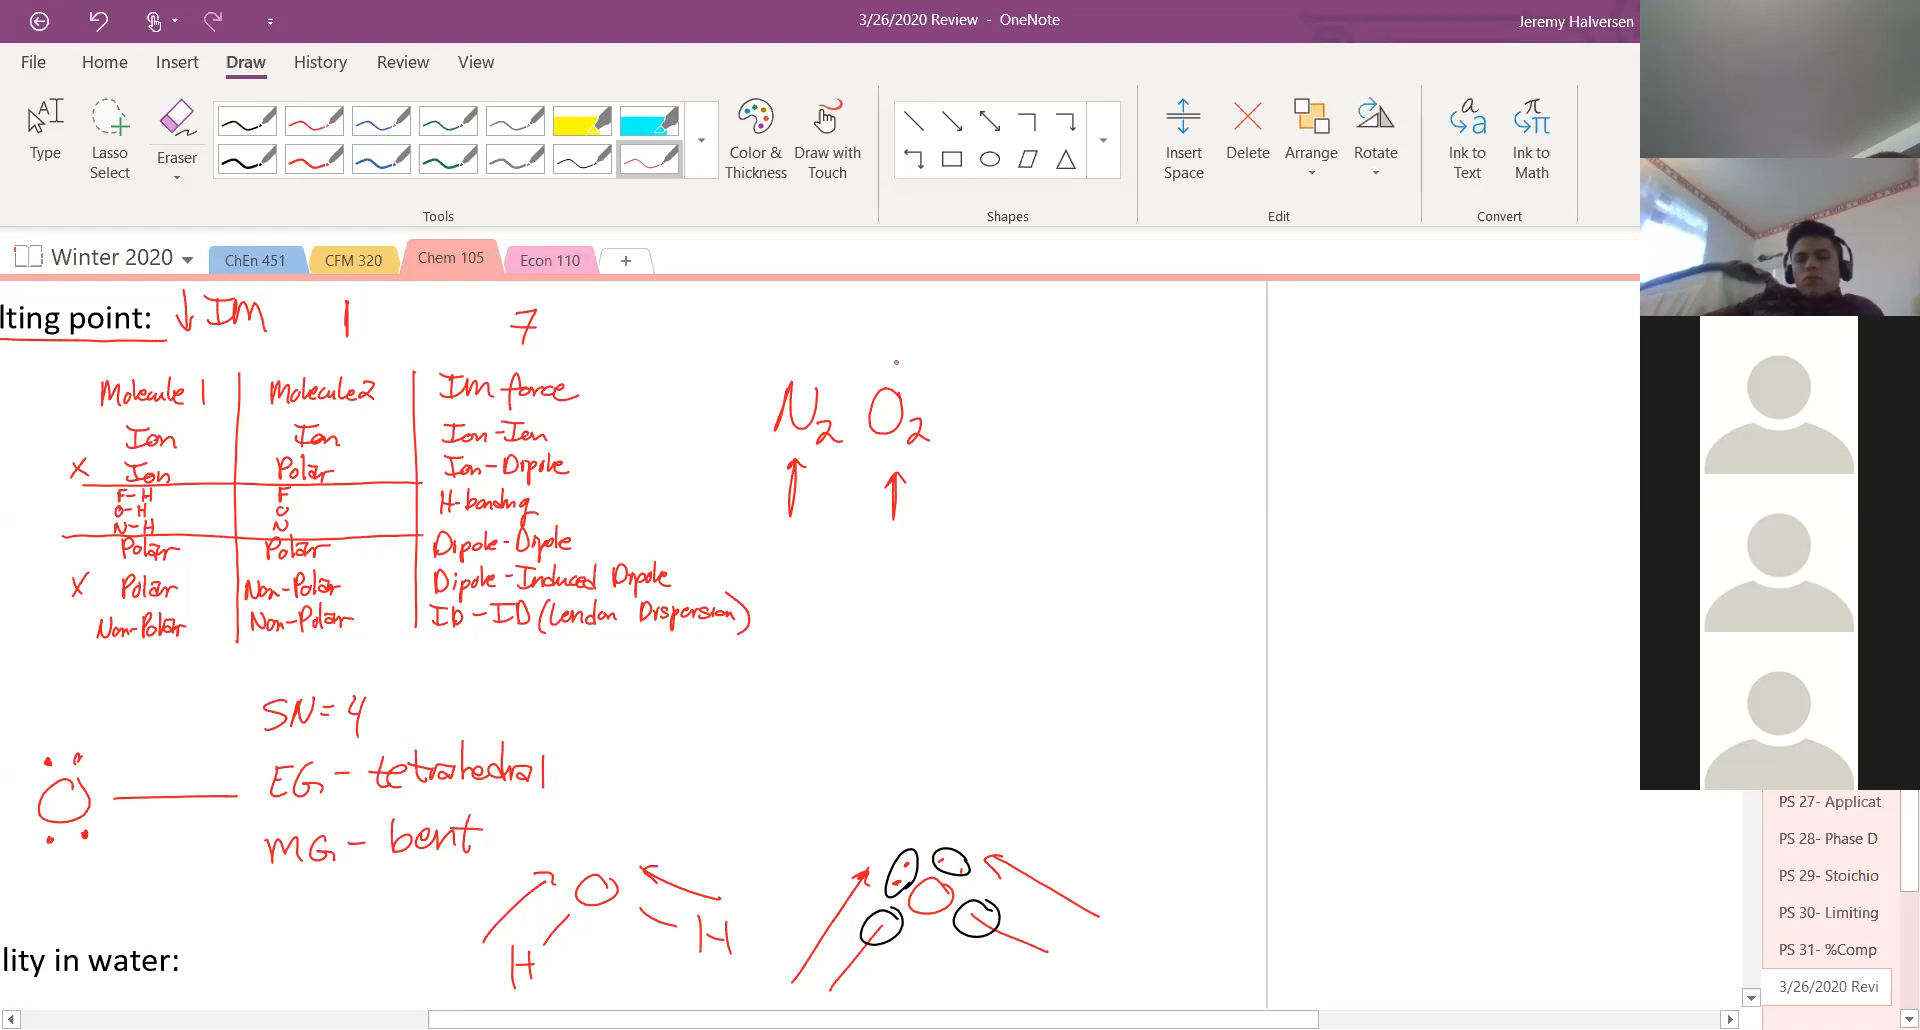 3/26/2020 Review - OneNote
Jeremy Halversen
File Home Insert Draw History Review View
Type
Lasso Select
Eraser
Color & Thickness
Draw with Touch
Insert Space
Delete
Arrange
Rotate
Ink to Text
Ink to Math
Tools
Shapes
Edit
Convert
Winter 2020
ChEn 451
CFM 320
Chem 105
Econ 110
+
lting point: ↓ IM 1 7
Molecule 1 Molecule 2 IM force
Ion Ion Ion-Ion
X Ion Polar Ion-Dipole
F-H F
O-H O H-bonding
N-H N
Polar Polar Dipole-Dipole
X Polar Non-Polar Dipole-Induced Dipole
Non-Polar Non-Polar ID-ID (London Dispersion)
N2 O2
SN=4
EG- tetrahedral
MG- bent
O
O
H H
O
lity in water:
PS 27- Applicat
PS 28- Phase D
PS 29- Stoichio
PS 30- Limiting
PS 31- %Comp
3/26/2020 Revi